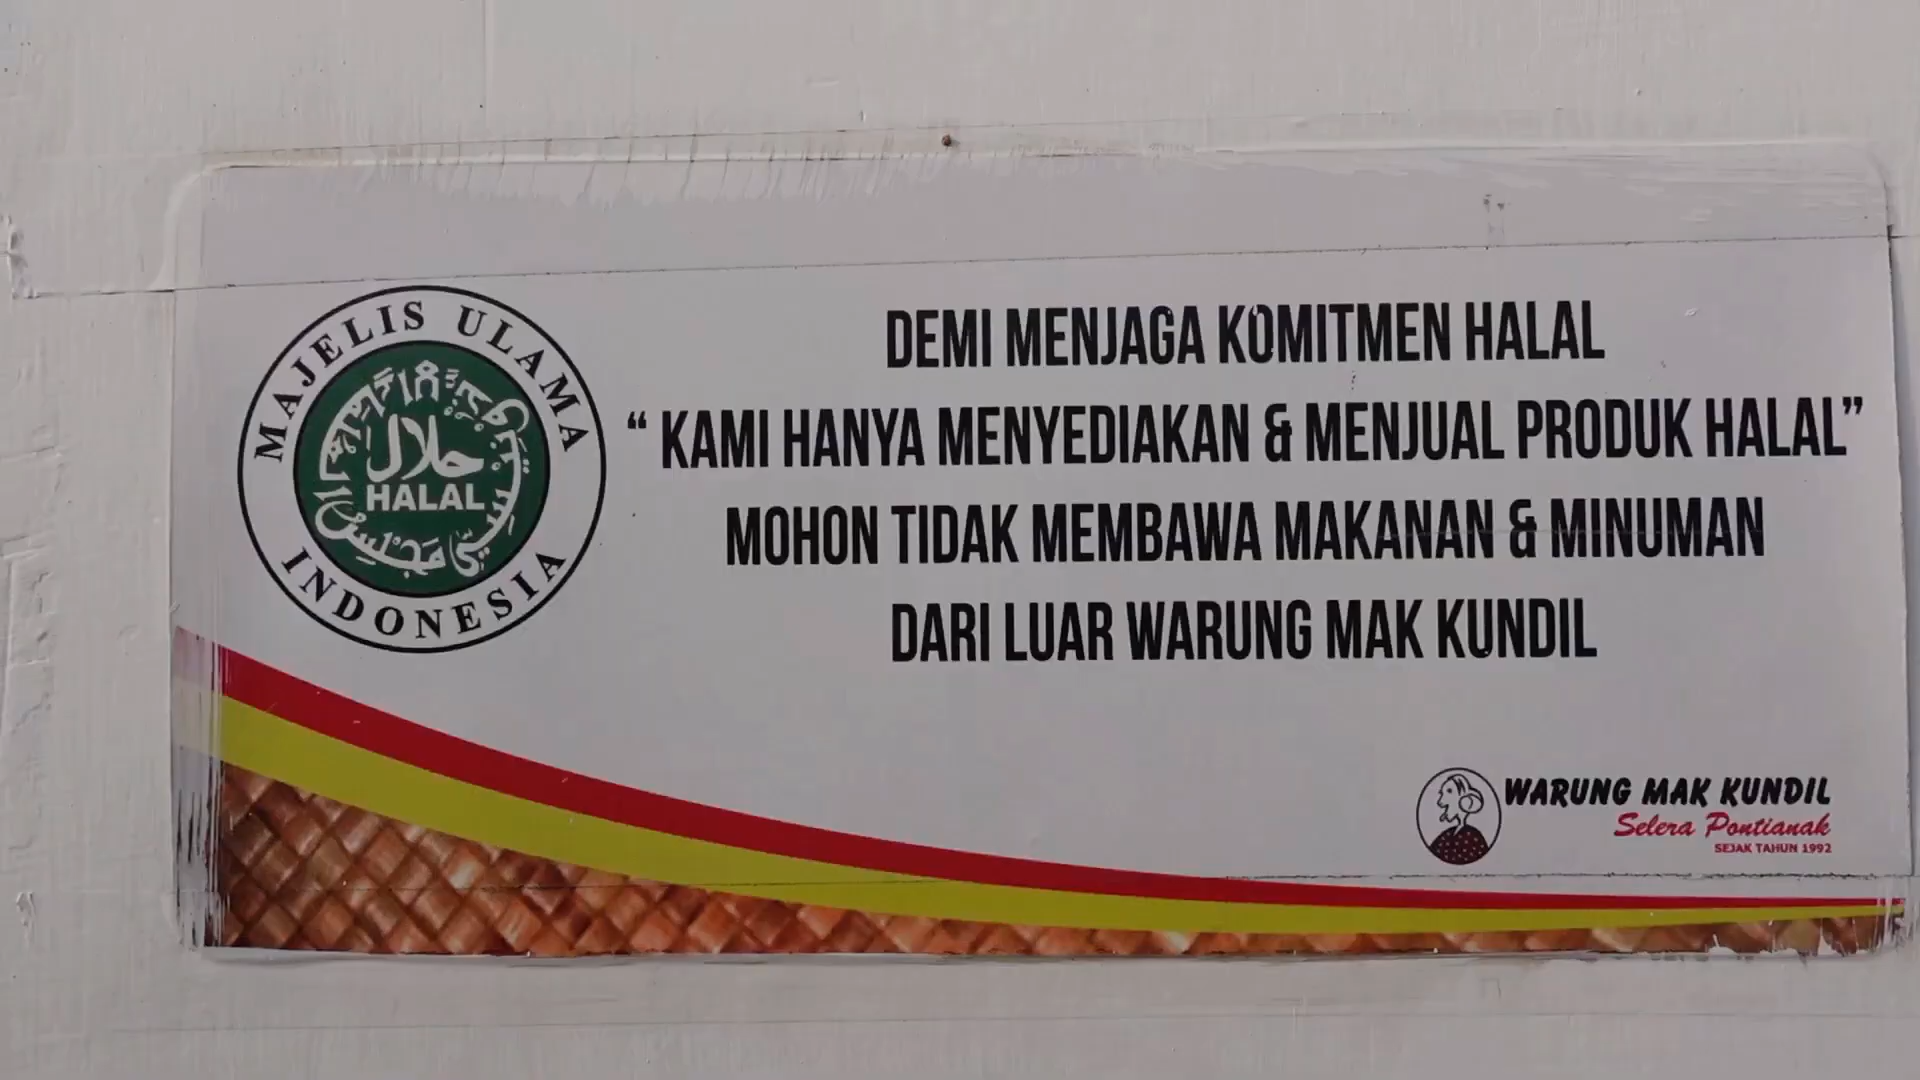 MAJELIS ULAMA
حلال
HALAL
INDONESIA
DEMI MENJAGA KOMITMEN HALAL
“ KAMI HANYA MENYEDIAKAN & MENJUAL PRODUK HALAL”
MOHON TIDAK MEMBAWA MAKANAN & MINUMAN
DARI LUAR WARUNG MAK KUNDIL
WARUNG MAK KUNDIL
Selera Pontianak
SEJAK TAHUN 1992